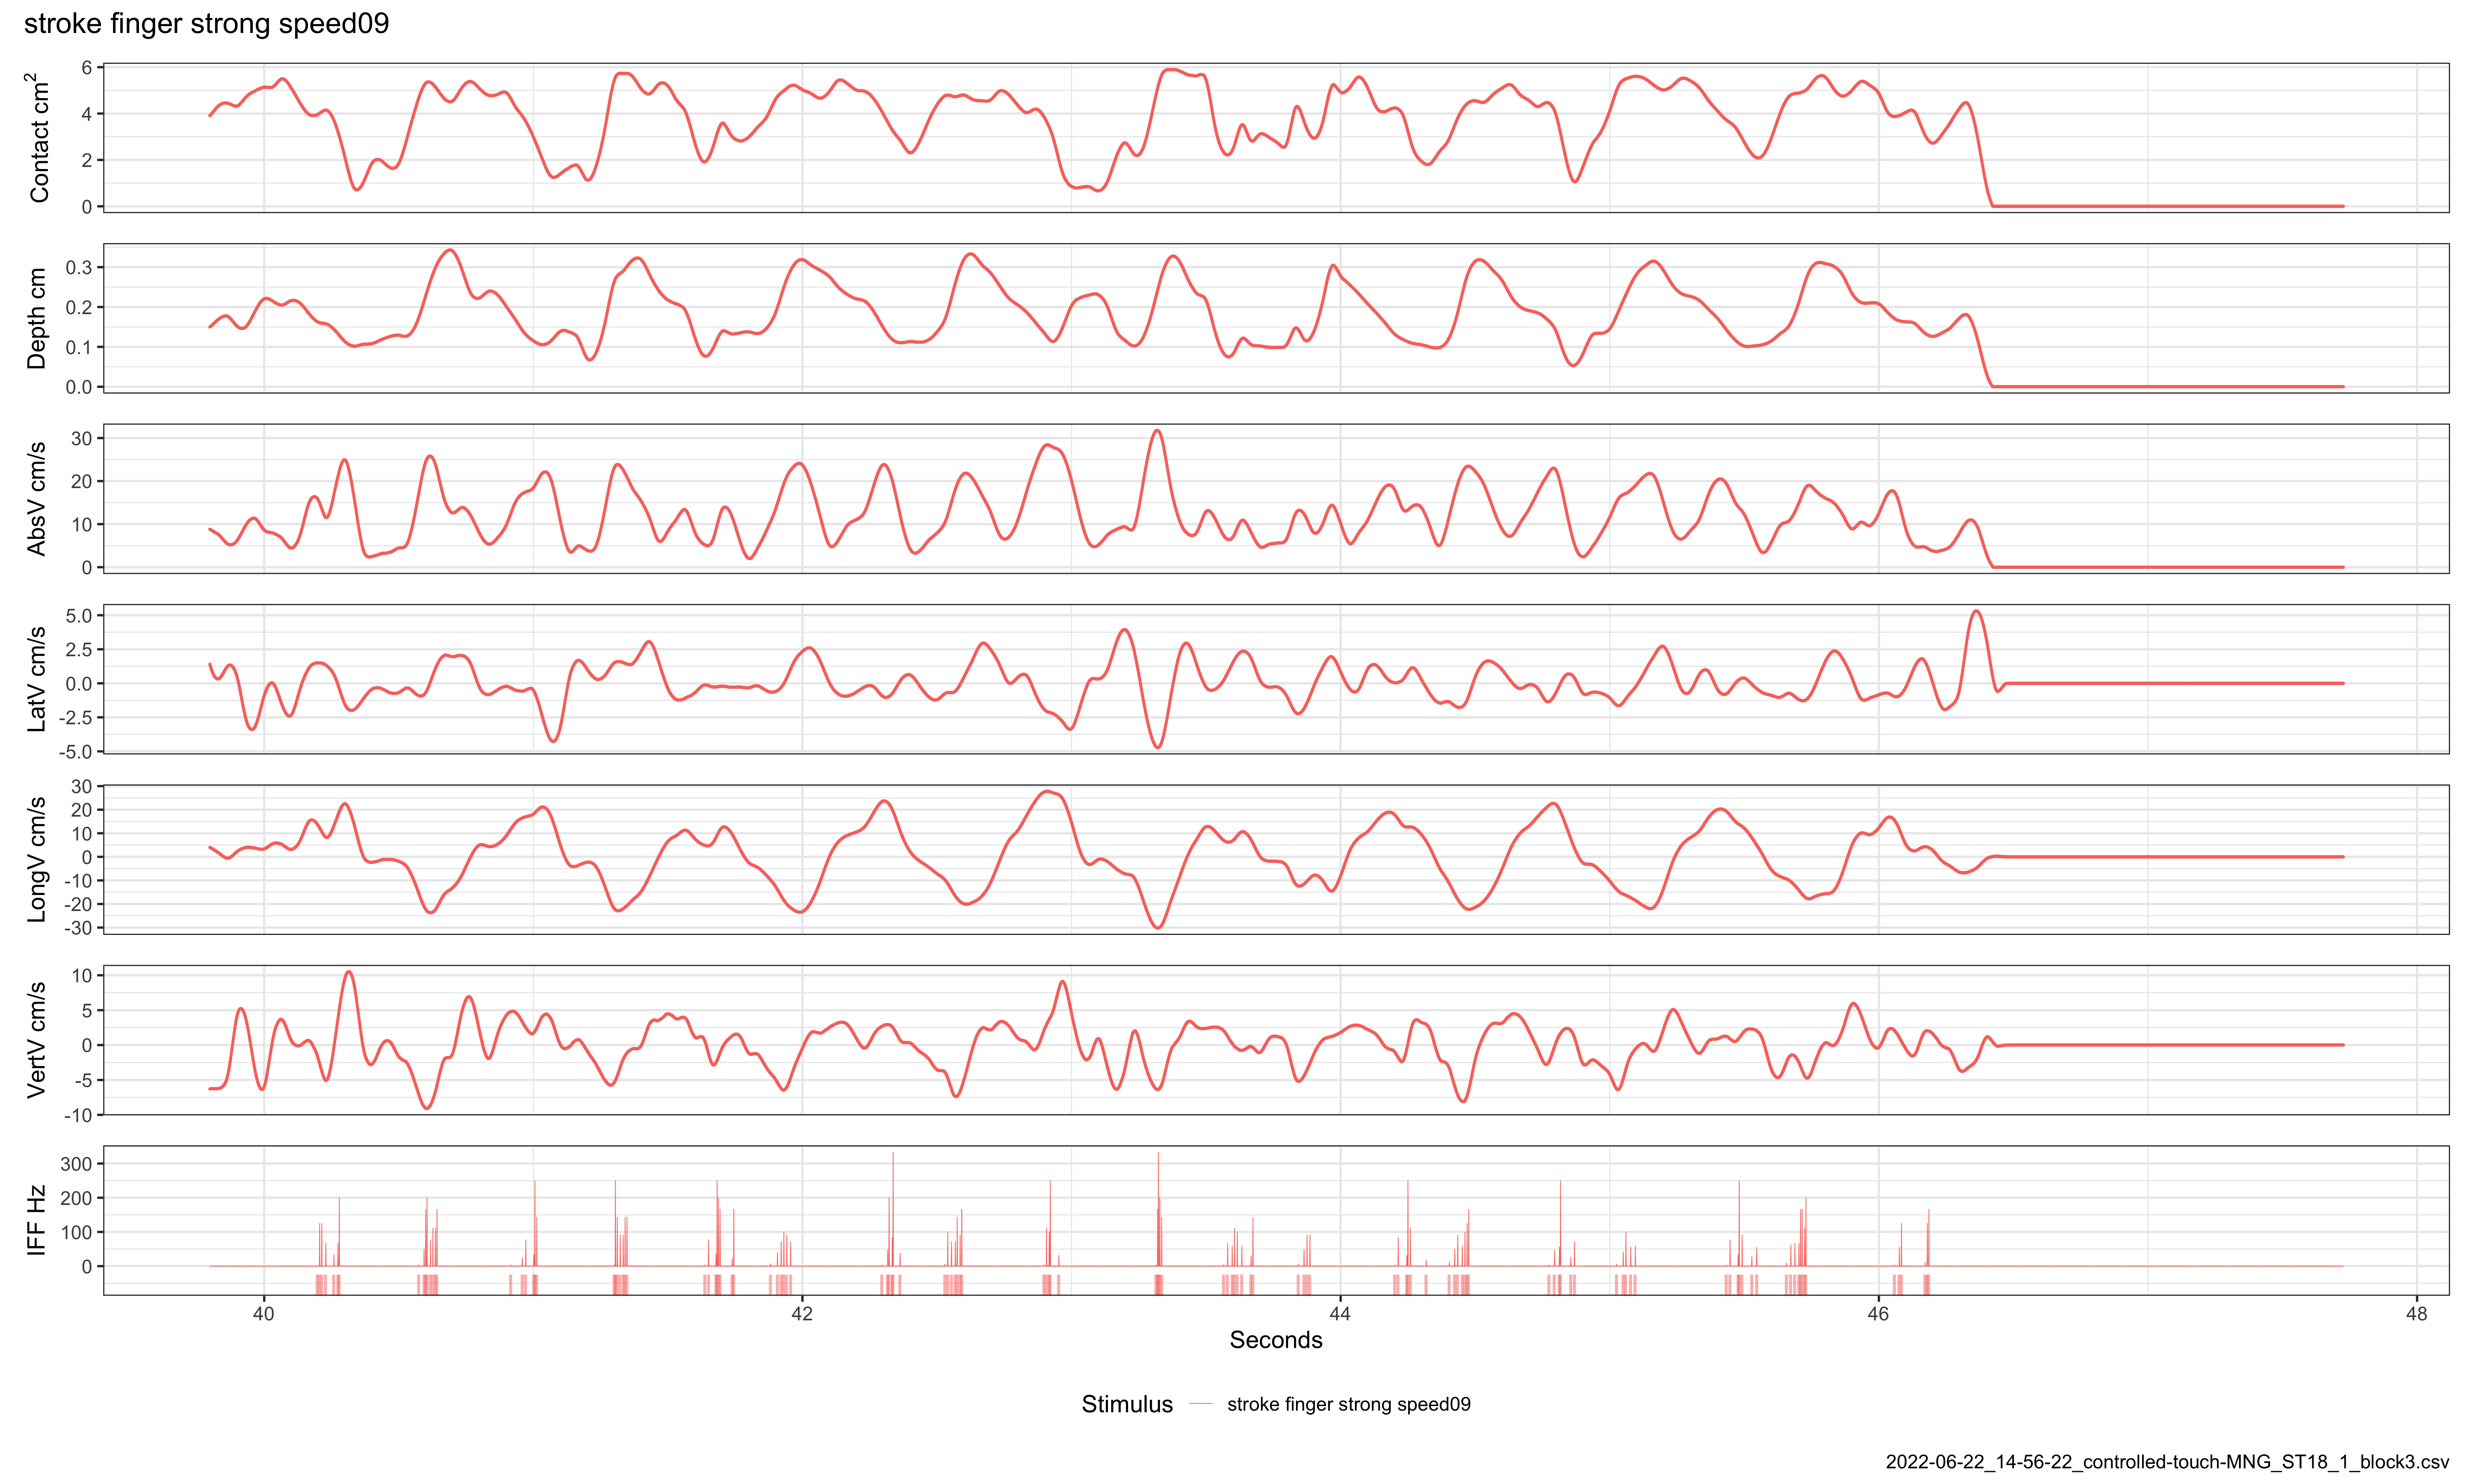 stroke finger strong speed09
Contact cm²
6
4
2
0
Depth cm
0.3
0.2
0.1
0.0
AbsV cm/s
30
20
10
0
LatV cm/s
5.0
2.5
0.0
-2.5
-5.0
LongV cm/s
30
20
10
0
-10
-20
-30
VertV cm/s
10
5
0
-5
-10
IFF Hz
300
200
100
0
40 42 44 46 48
Seconds
Stimulus stroke finger strong speed09
2022-06-22_14-56-22_controlled-touch-MNG_ST18_1_block3.csv